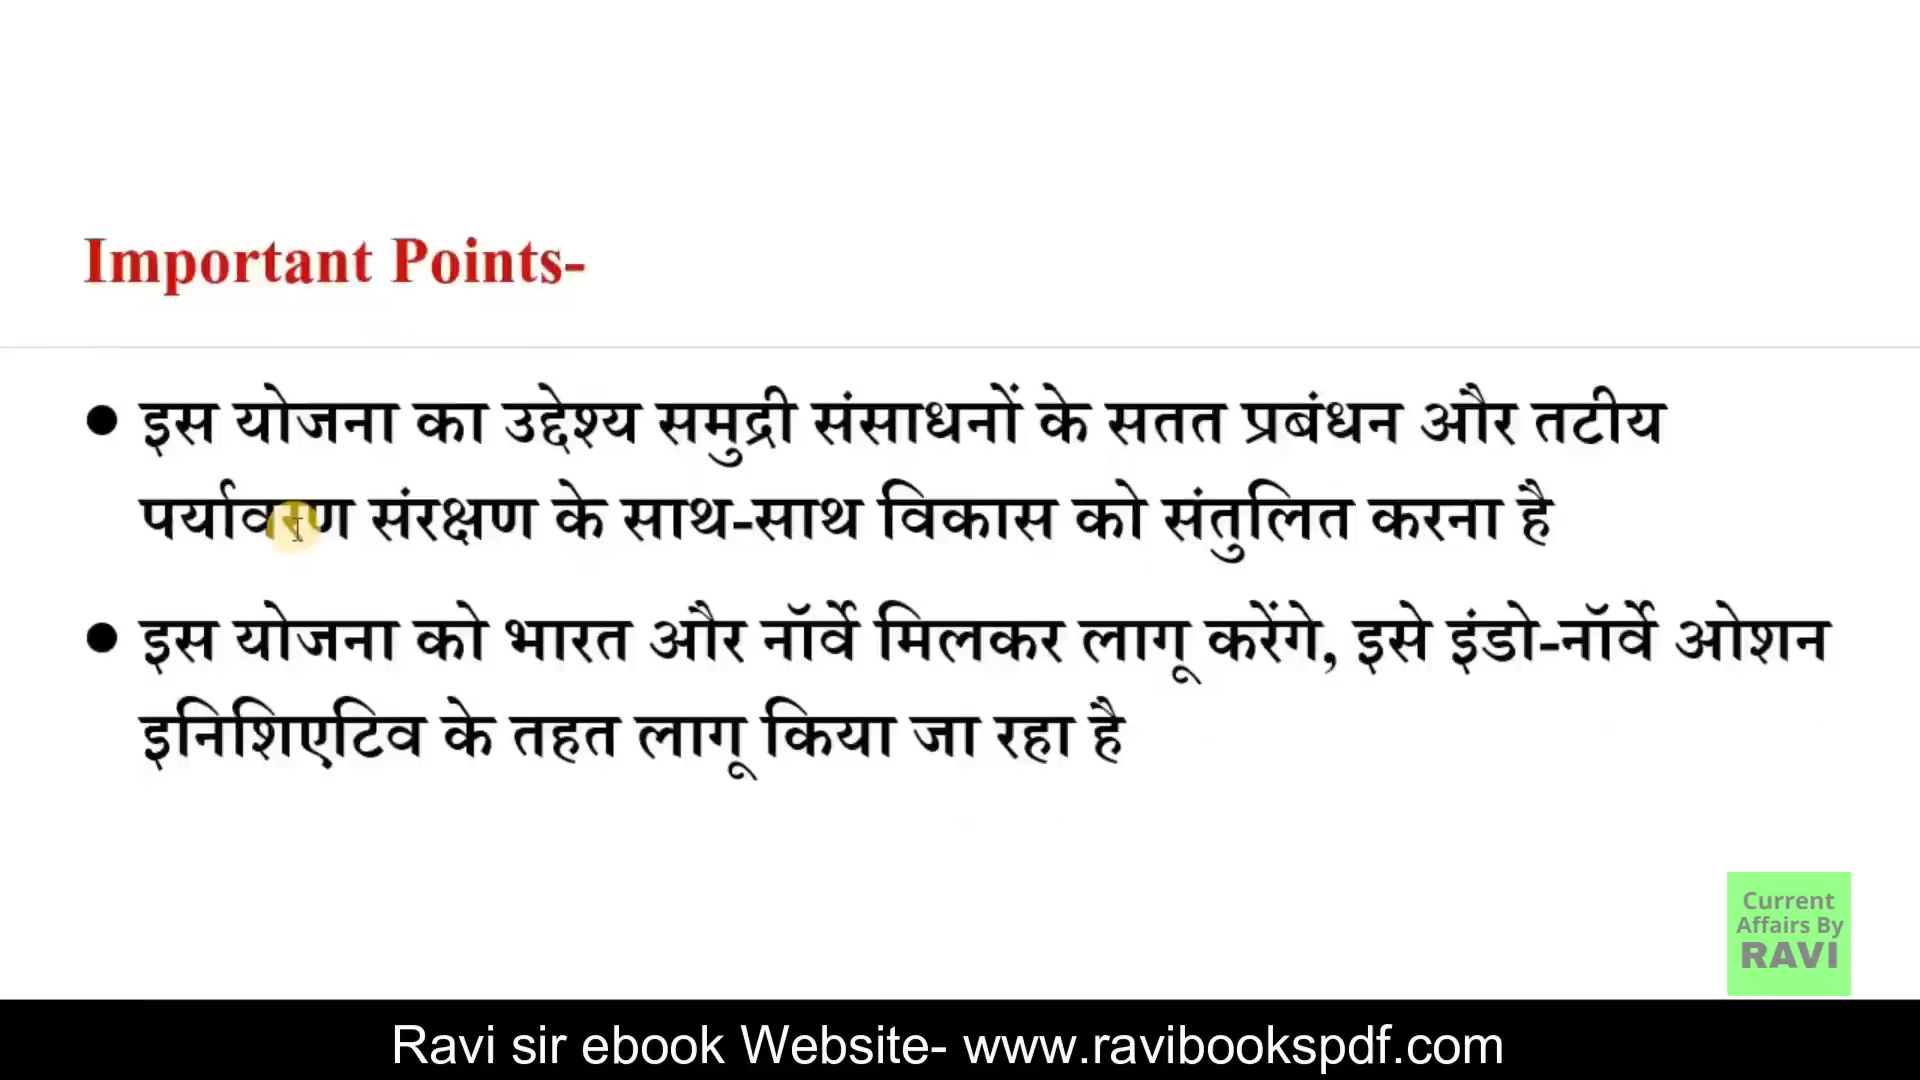 Important Points-
● इस योजना का उद्देश्य समुद्री संसाधनों के सतत प्रबंधन और तटीय
पर्यावरण संरक्षण के साथ-साथ विकास को संतुलित करना है
● इस योजना को भारत और नॉर्वे मिलकर लागू करेंगे, इसे इंडो-नॉर्वे ओशन
इनिशिएटिव के तहत लागू किया जा रहा है
Current
Affairs By
RAVI
Ravi sir ebook Website- www.ravibookspdf.com